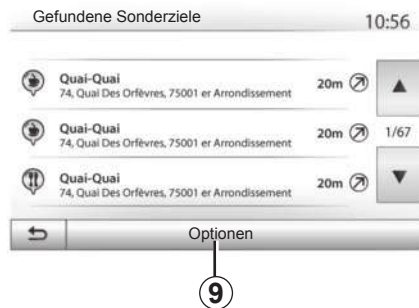 Gefundene Sonderziele 10:56
Quai-Quai
74, Quai Des Orfèvres, 75001 er Arrondissement 20m
Quai-Quai
74, Quai Des Orfèvres, 75001 er Arrondissement 20m 1/67
Quai-Quai
74, Quai Des Orfèvres, 75001 er Arrondissement 20m
Optionen
9